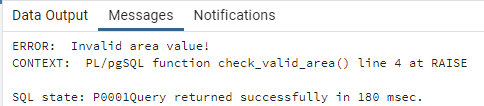 Data Output Messages Notifications
ERROR:  Invalid area value!
CONTEXT:  PL/pgSQL function check_valid_area() line 4 at RAISE
SQL state: P0001Query returned successfully in 180 msec.